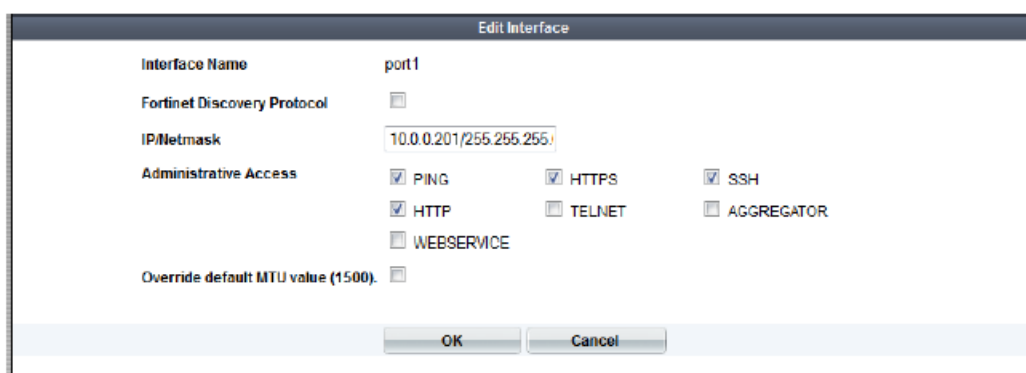 Edit Interface
Interface Name port1
Fortinet Discovery Protocol
IP/Netmask 10.0.0.201/255.255.255.
Administrative Access PING HTTPS SSH
HTTP TELNET AGGREGATOR
WEBSERVICE
Override default MTU value (1500).
OK Cancel